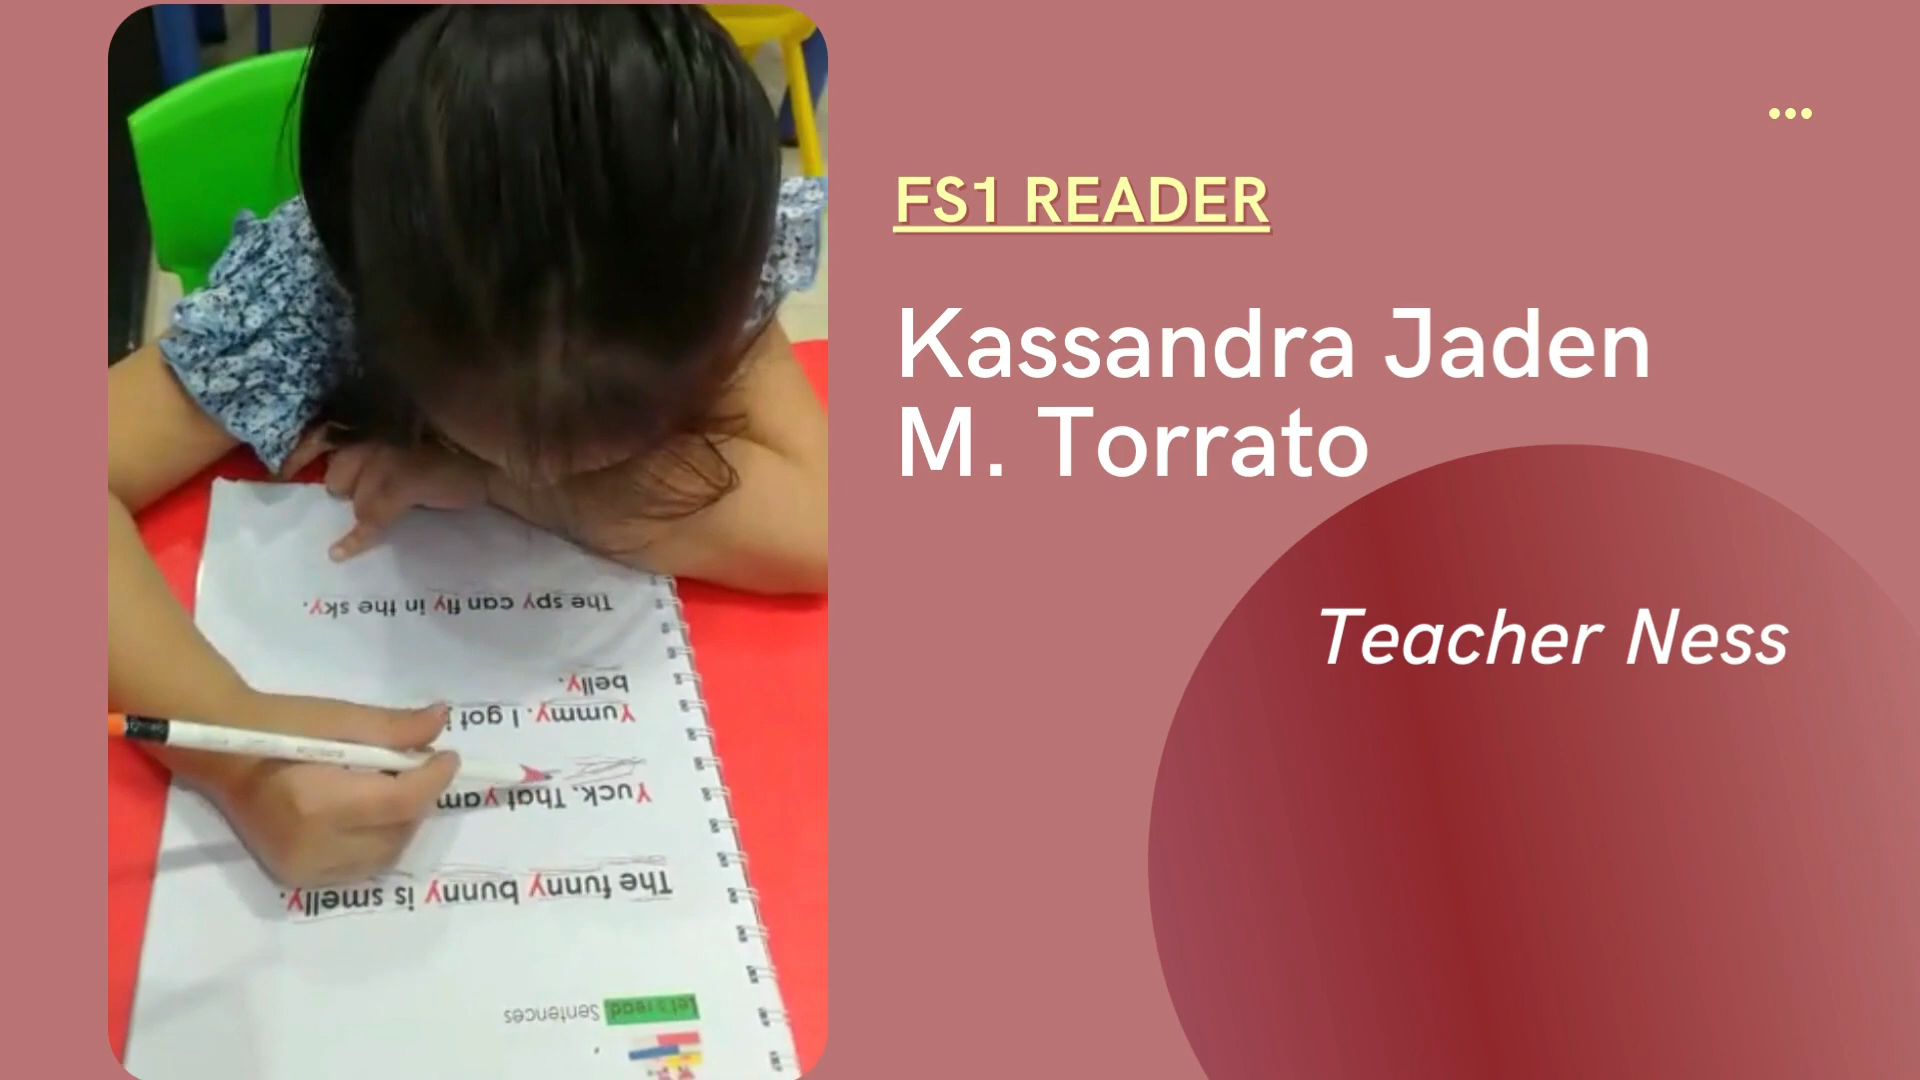 FS1 READER
Kassandra Jaden
M. Torrato
Teacher Ness
Let's read
Sentences
The funny bunny is smelly.
Yuck. That yam
Yummy. I got
belly.
The spy can fly in the sky.